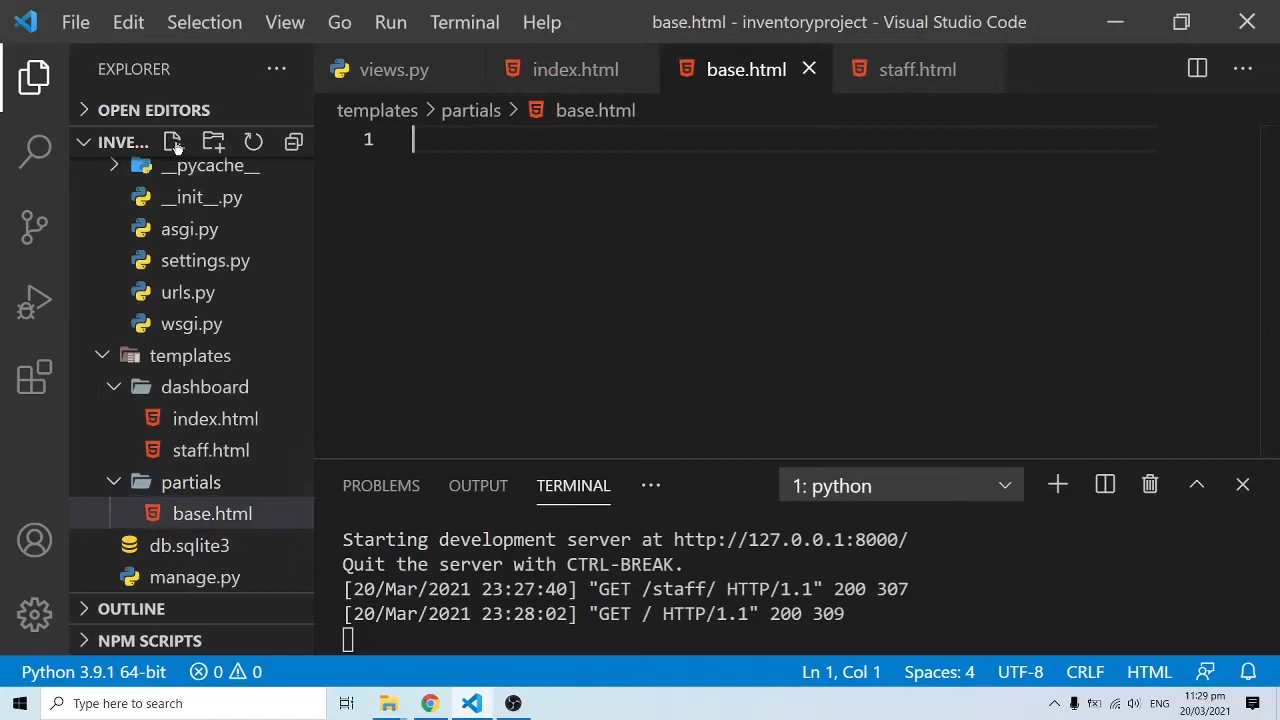 File Edit Selection View Go Run Terminal Help
base.html - inventoryproject - Visual Studio Code
EXPLORER
OPEN EDITORS
INVE...
__pycache__
__init__.py
asgi.py
settings.py
urls.py
wsgi.py
templates
dashboard
index.html
staff.html
partials
base.html
db.sqlite3
manage.py
OUTLINE
NPM SCRIPTS
views.py index.html base.html staff.html
templates partials base.html
1
PROBLEMS OUTPUT TERMINAL
1: python
Starting development server at http://127.0.0.1:8000/
Quit the server with CTRL-BREAK.
[20/Mar/2021 23:27:40] "GET /staff/ HTTP/1.1" 200 307
[20/Mar/2021 23:28:02] "GET / HTTP/1.1" 200 309
Python 3.9.1 64-bit 0 0
Ln 1, Col 1 Spaces: 4 UTF-8 CRLF HTML
Type here to search
ENG
11:29 pm
20/03/2021